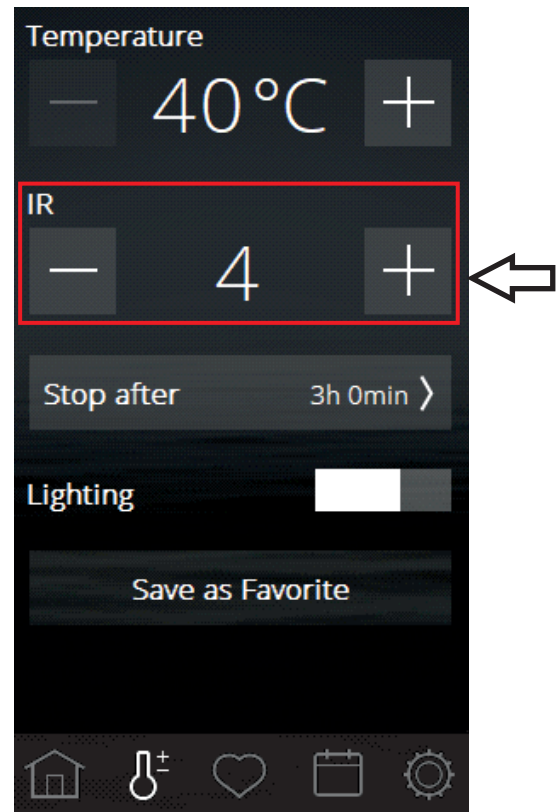 Temperature
40°C
IR
4
Stop after 3h 0min
Lighting
Save as Favorite